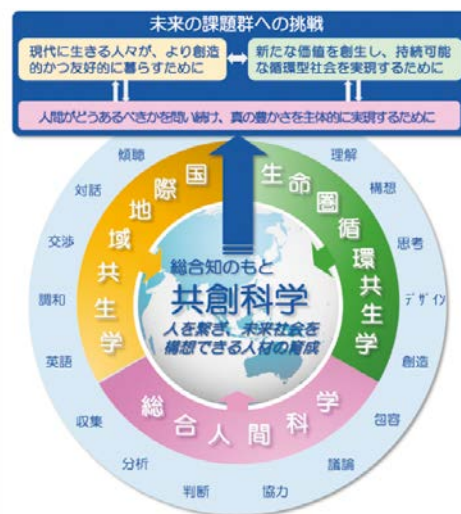 未来の課題群への挑戦
現代に生きる人々が、より創造
的かつ友好的に暮らすために
新たな価値を創生し、持続可能
な循環型社会を実現するために
人間がどうあるべきかを問い続け、真の豊かさを主体的に実現するために
傾聴
対話
交渉
調和
英語
収集
分析
判断
協力
議論
包容
創造
デザイン
思考
構想
理解
国際地域共生学
生命圏循環共生学
総合人間科学
総合知のもと
共創科学
人を繋ぎ、未来社会を
構想できる人材の育成